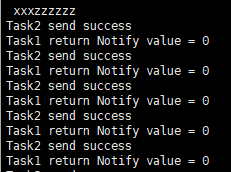 xxxzzzzzz
Task2 send success
Task1 return Notify value = 0
Task2 send success
Task1 return Notify value = 0
Task2 send success
Task1 return Notify value = 0
Task2 send success
Task1 return Notify value = 0
Task2 send success
Task1 return Notify value = 0